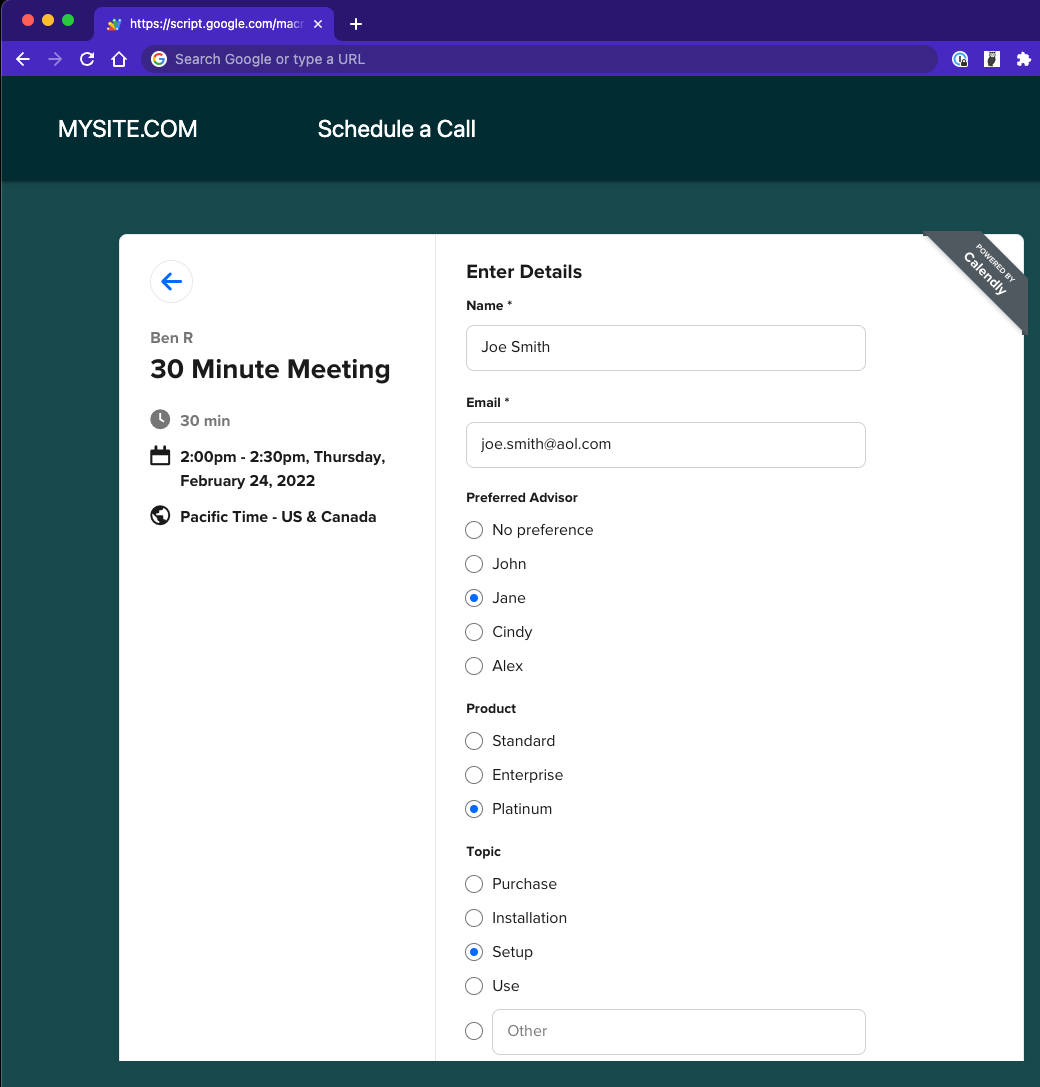 https://script.google.com/mac
Search Google or type a URL
MYSITE.COM
Schedule a Call
POWERED BY
Calendly
Ben R
30 Minute Meeting
30 min
2:00pm - 2:30pm, Thursday,
February 24, 2022
Pacific Time - US & Canada
Enter Details
Name *
Joe Smith
Email *
joe.smith@aol.com
Preferred Advisor
No preference
John
Jane
Cindy
Alex
Product
Standard
Enterprise
Platinum
Topic
Purchase
Installation
Setup
Use
Other